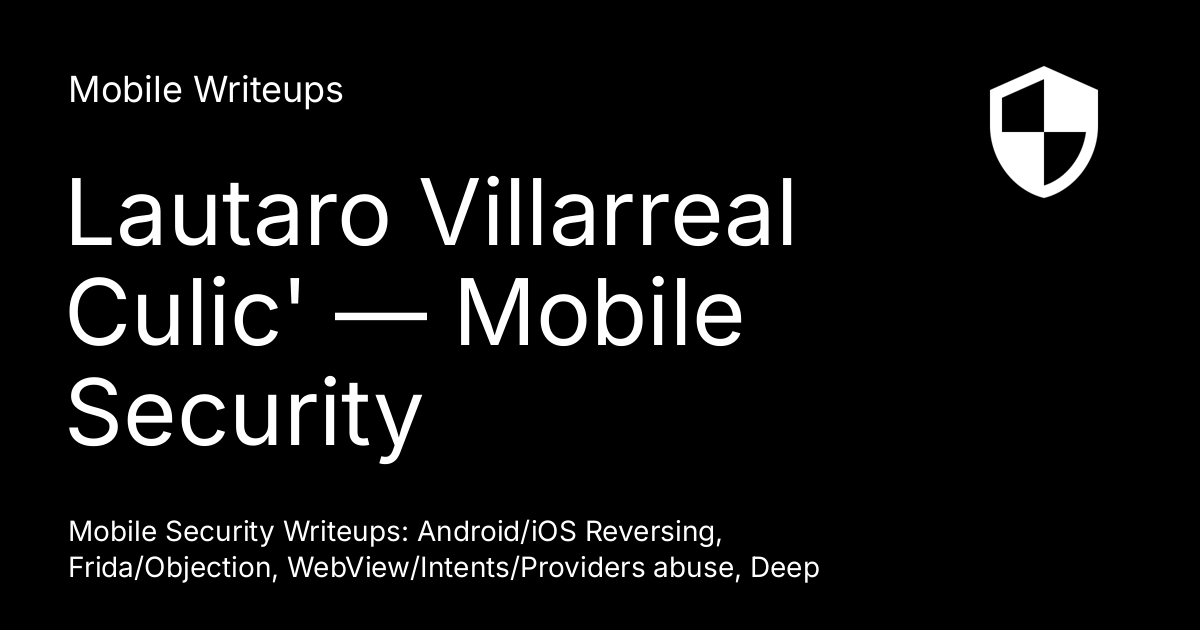 Mobile Writeups
Lautaro Villarreal
Culic' — Mobile
Security
Mobile Security Writeups: Android/iOS Reversing,
Frida/Objection, WebView/Intents/Providers abuse, Deep